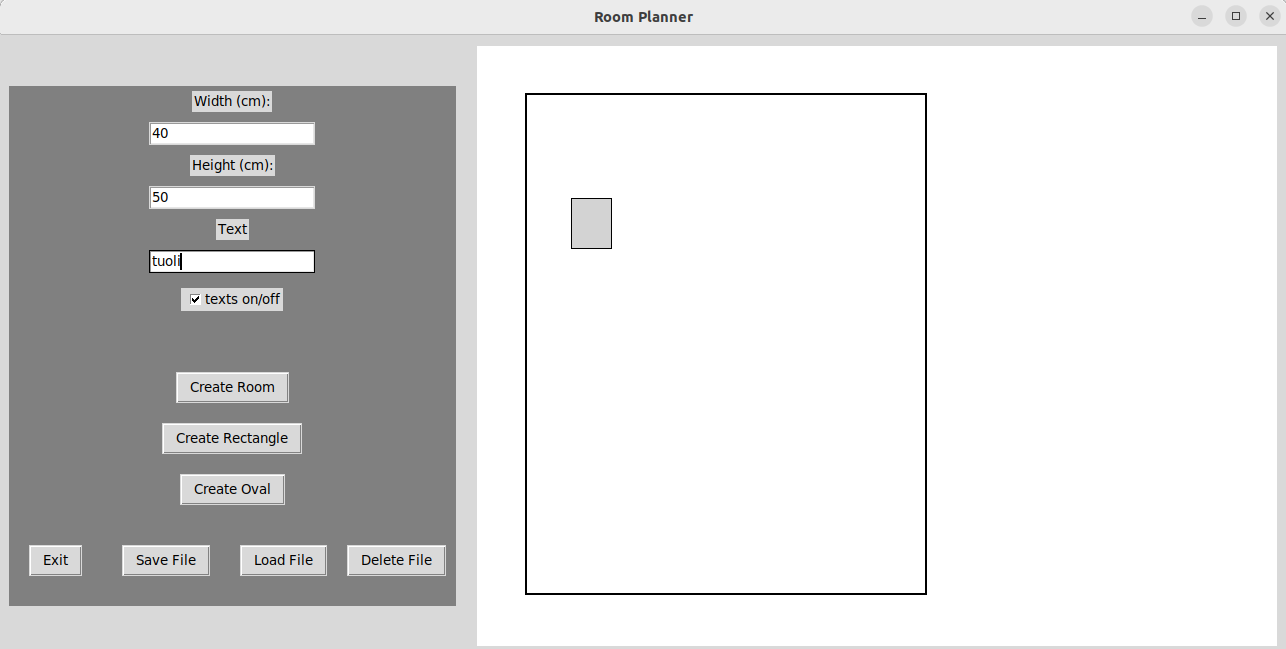 Room Planner
Width (cm):
40
Height (cm):
50
Text
tuoli
texts on/off
Create Room
Create Rectangle
Create Oval
Exit Save File Load File Delete File